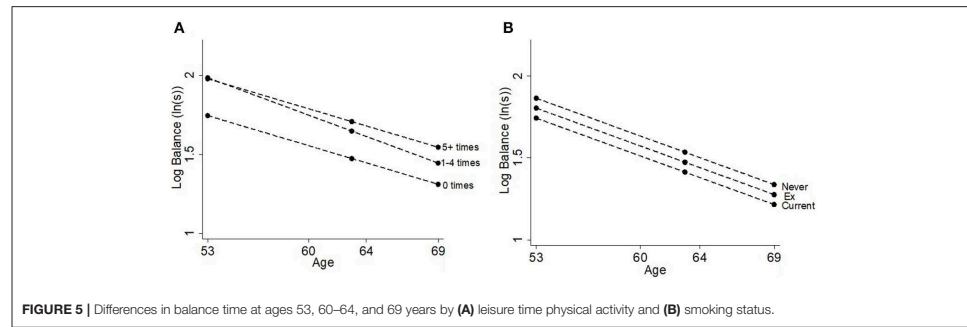 A
Log Balance (ln(s))
2
1.5
1
5+ times
1-4 times
0 times
53
60
64
69
Age
B
Log Balance (ln(s))
2
1.5
1
Never
Ex
Current
53
60
64
69
Age
FIGURE 5 | Differences in balance time at ages 53, 60–64, and 69 years by (A) leisure time physical activity and (B) smoking status.